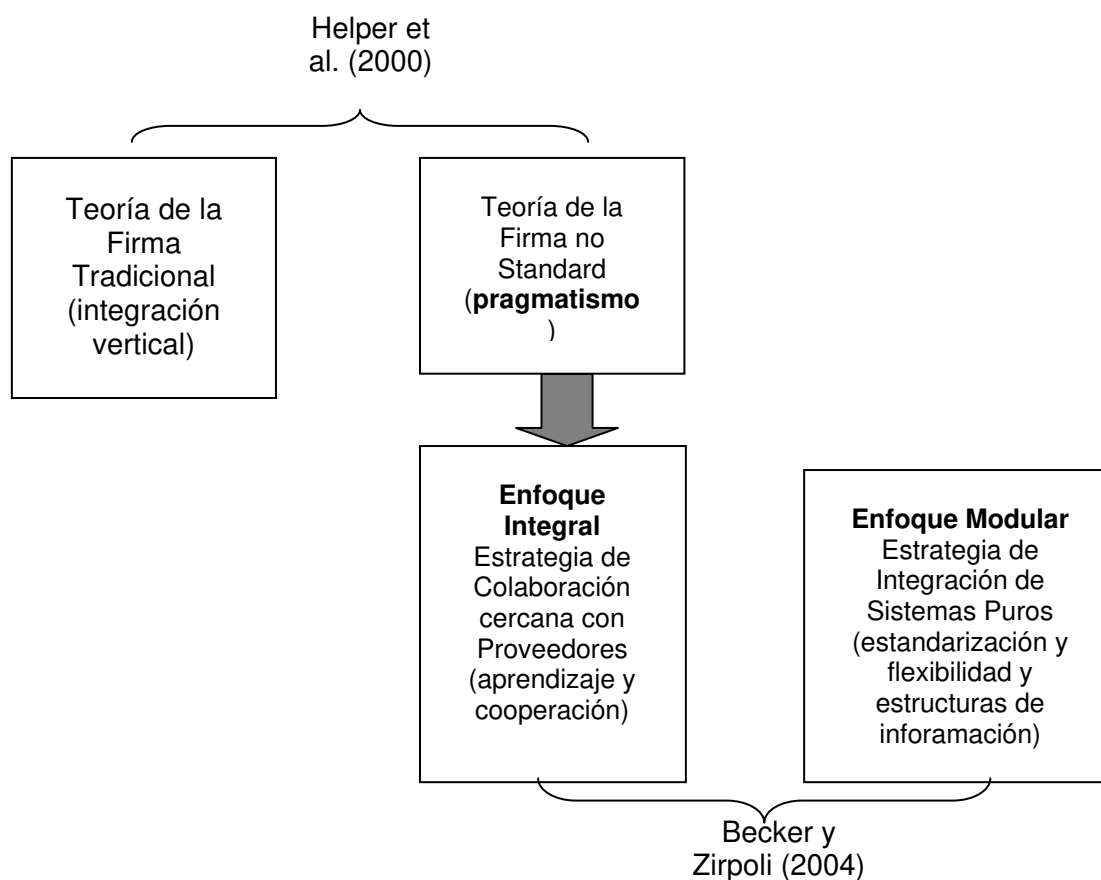 Helper et
al. (2000)
Teoría de la
Firma
Tradicional
(integración
vertical)
Teoría de la
Firma no
Standard
(pragmatismo
)
Enfoque
Integral
Estrategia de
Colaboración
cercana con
Proveedores
(aprendizaje y
cooperación)
Enfoque Modular
Estrategia de
Integración de
Sistemas Puros
(estandarización y
flexibilidad y
estructuras de
inforamación)
Becker y
Zirpoli (2004)